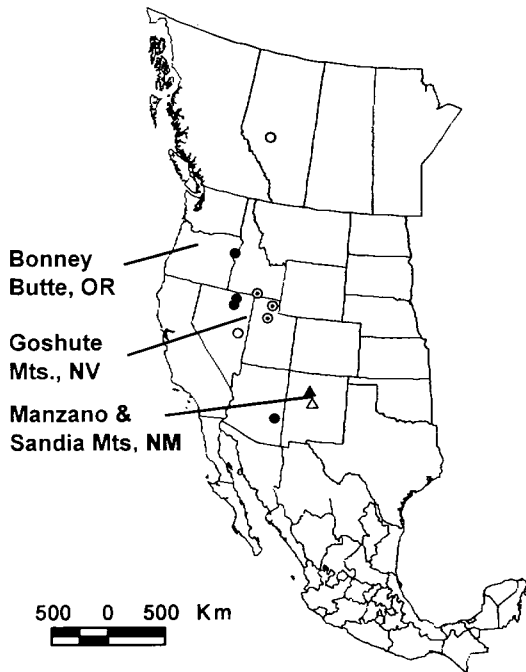 Bonney
Butte, OR
Goshute
Mts., NV
Manzano &
Sandia Mts, NM
500 0 500 Km